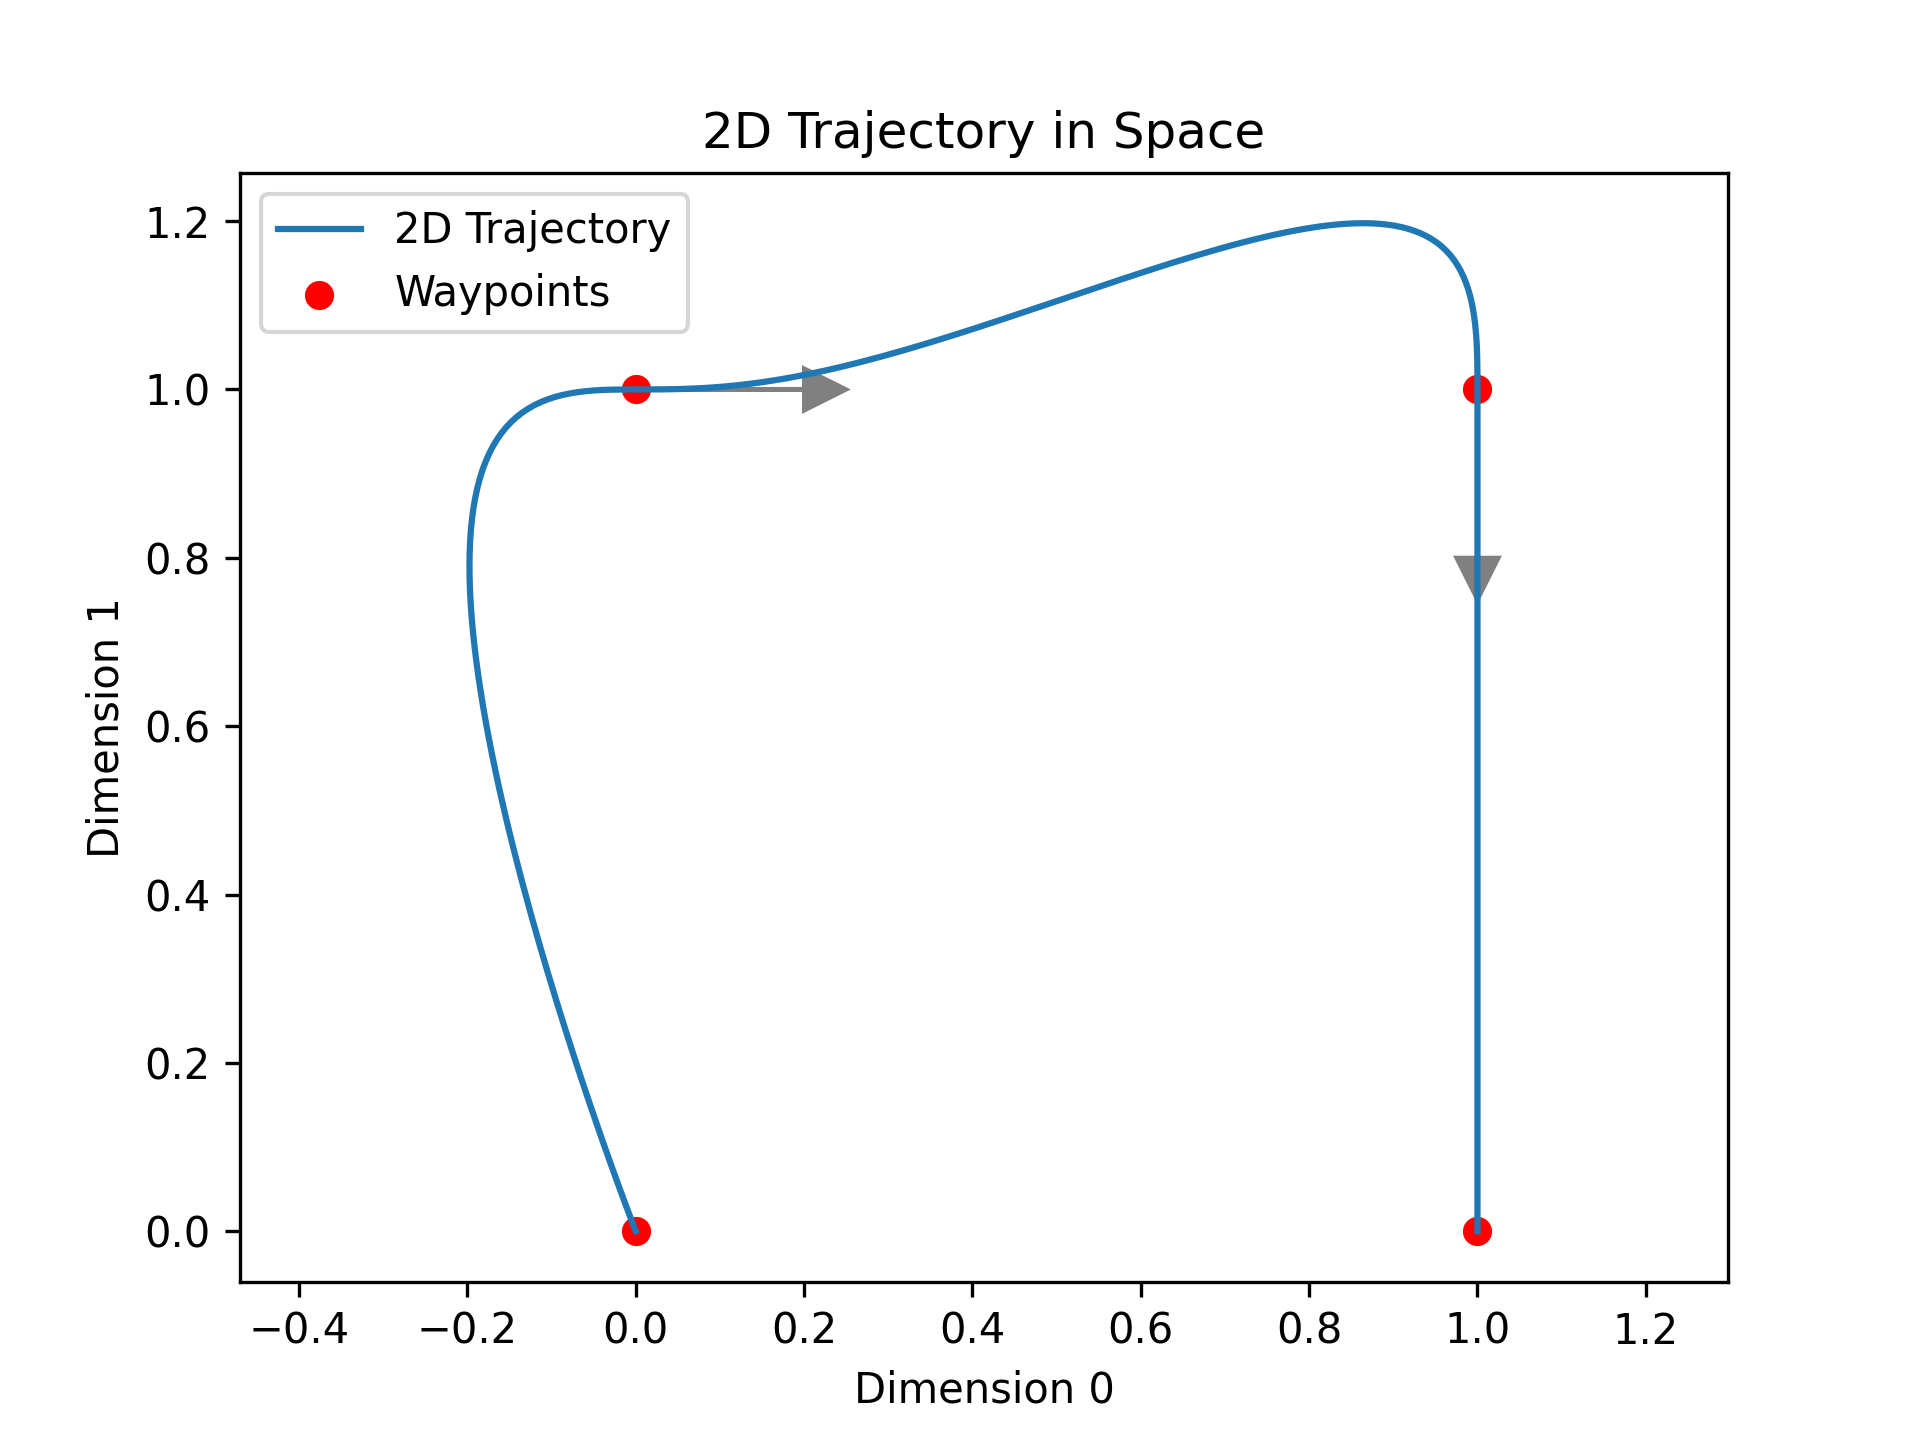 2D Trajectory in Space
2D Trajectory
Waypoints
1.2
1.0
0.8
0.6
0.4
0.2
0.0
Dimension 1
−0.4 −0.2 0.0 0.2 0.4 0.6 0.8 1.0 1.2
Dimension 0